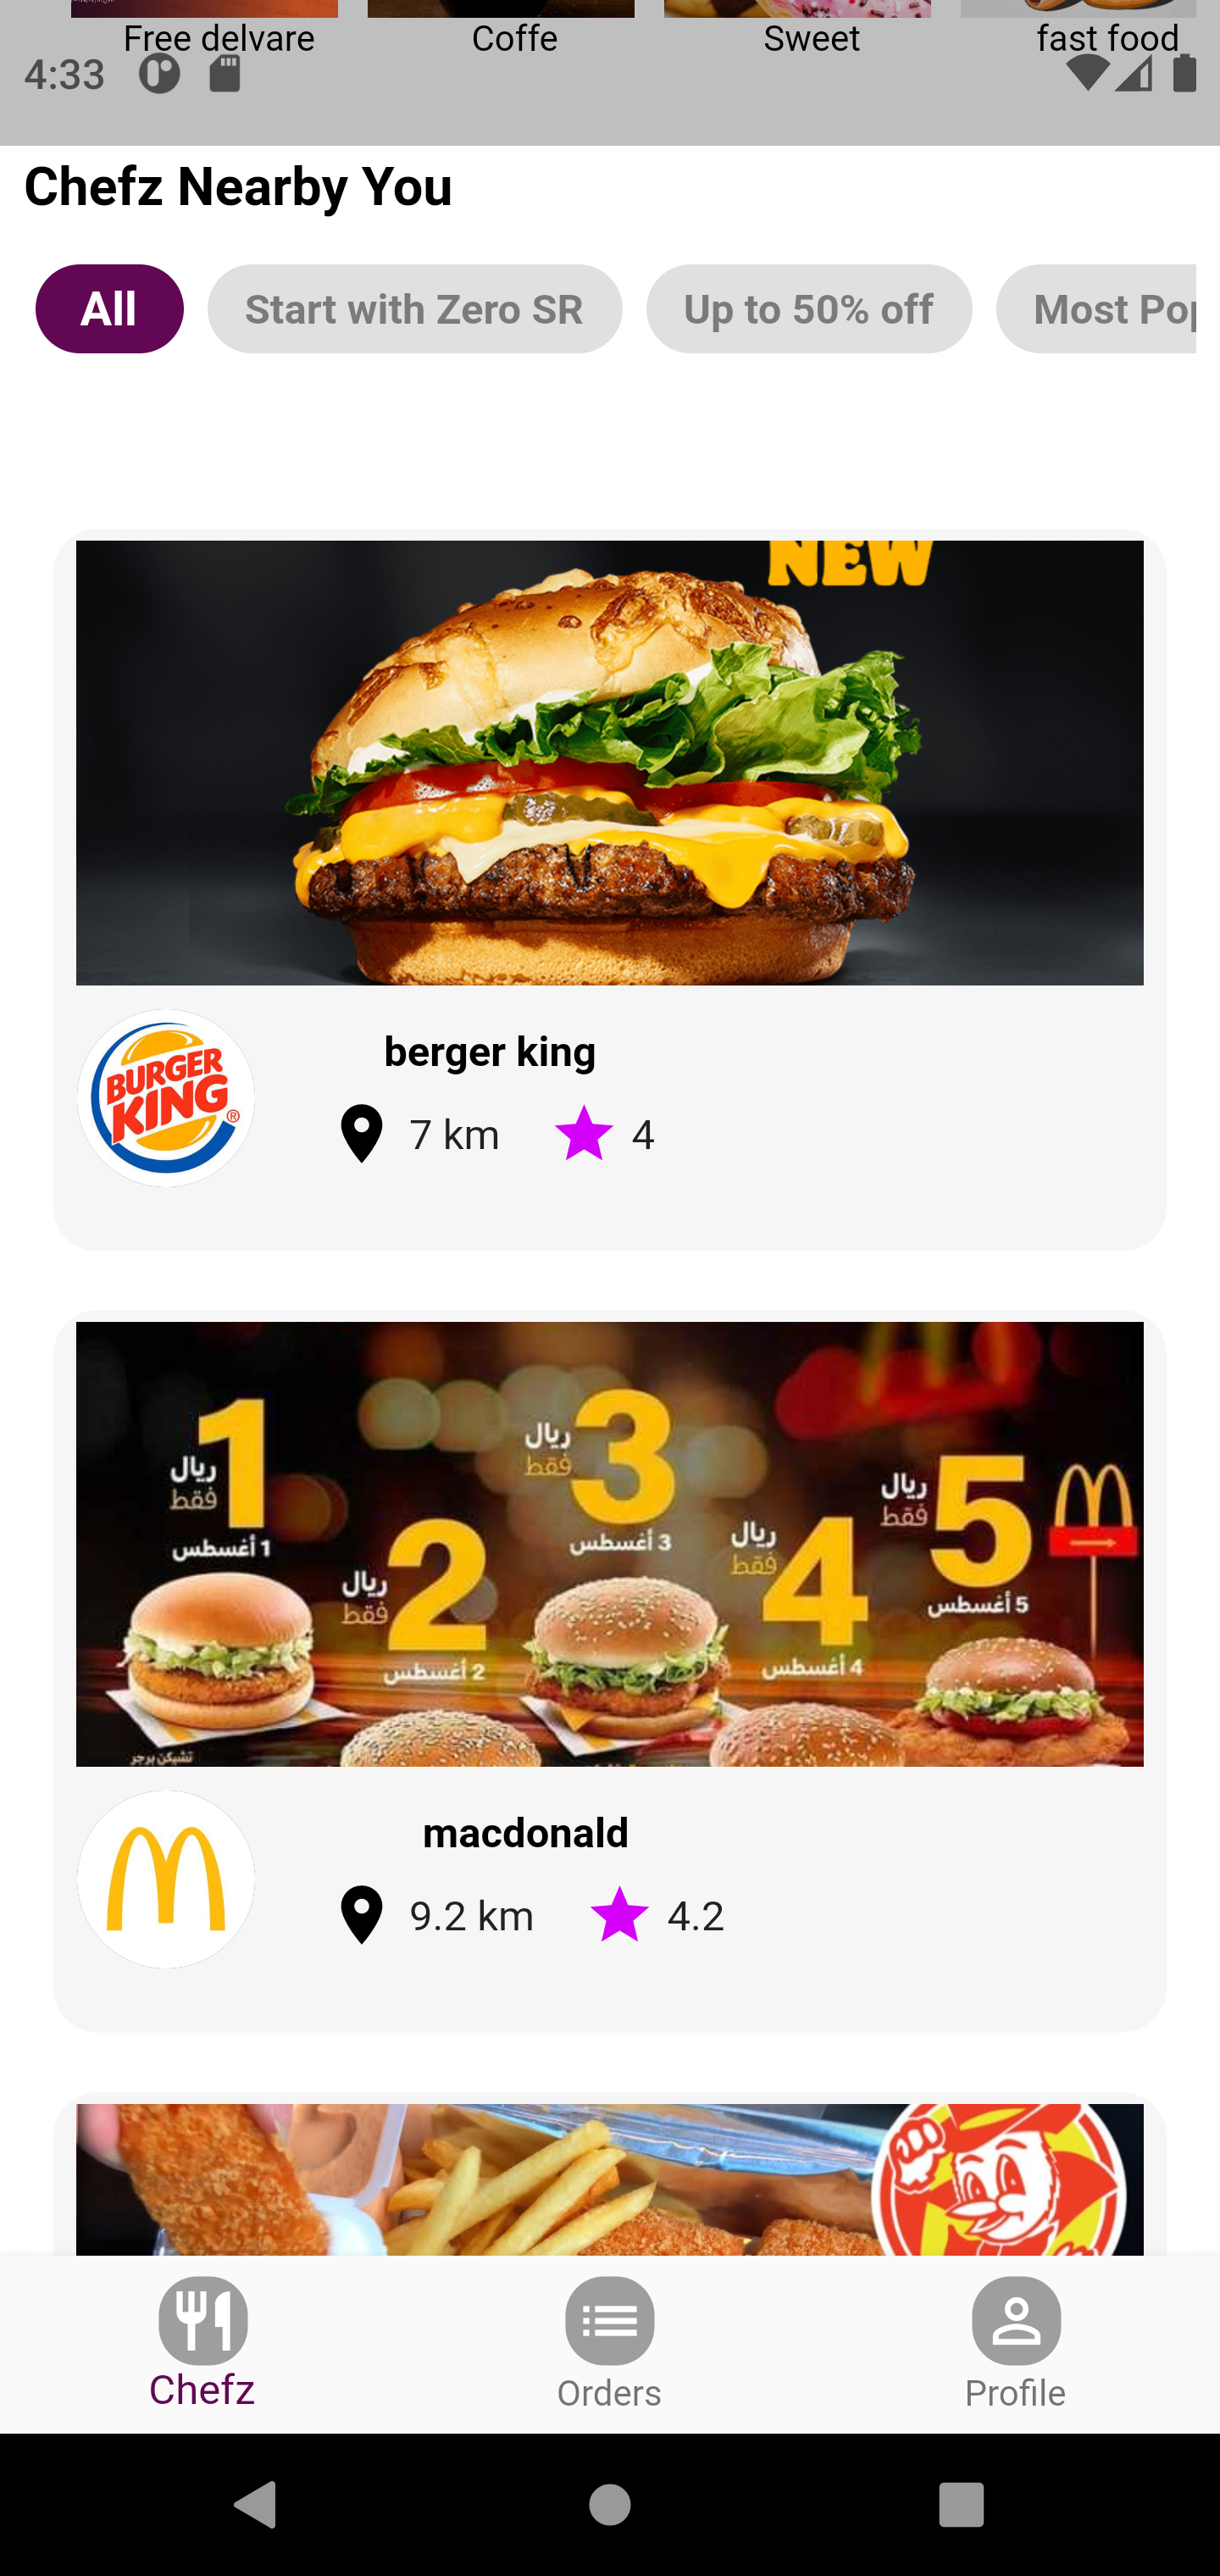 Free delvare
Coffe
Sweet
fast food
4:33
Chefz Nearby You
All
Start with Zero SR
Up to 50% off
Most Pop
NEW
BURGER
KING
®
berger king
7 km
4
1
ريال
فقط
1 أغسطس
2
ريال
فقط
2 أغسطس
3
ريال
فقط
3 أغسطس
4
ريال
فقط
4 أغسطس
5
ريال
فقط
5 أغسطس
تشيكن برجر
macdonald
9.2 km
4.2
Chefz
Orders
Profile